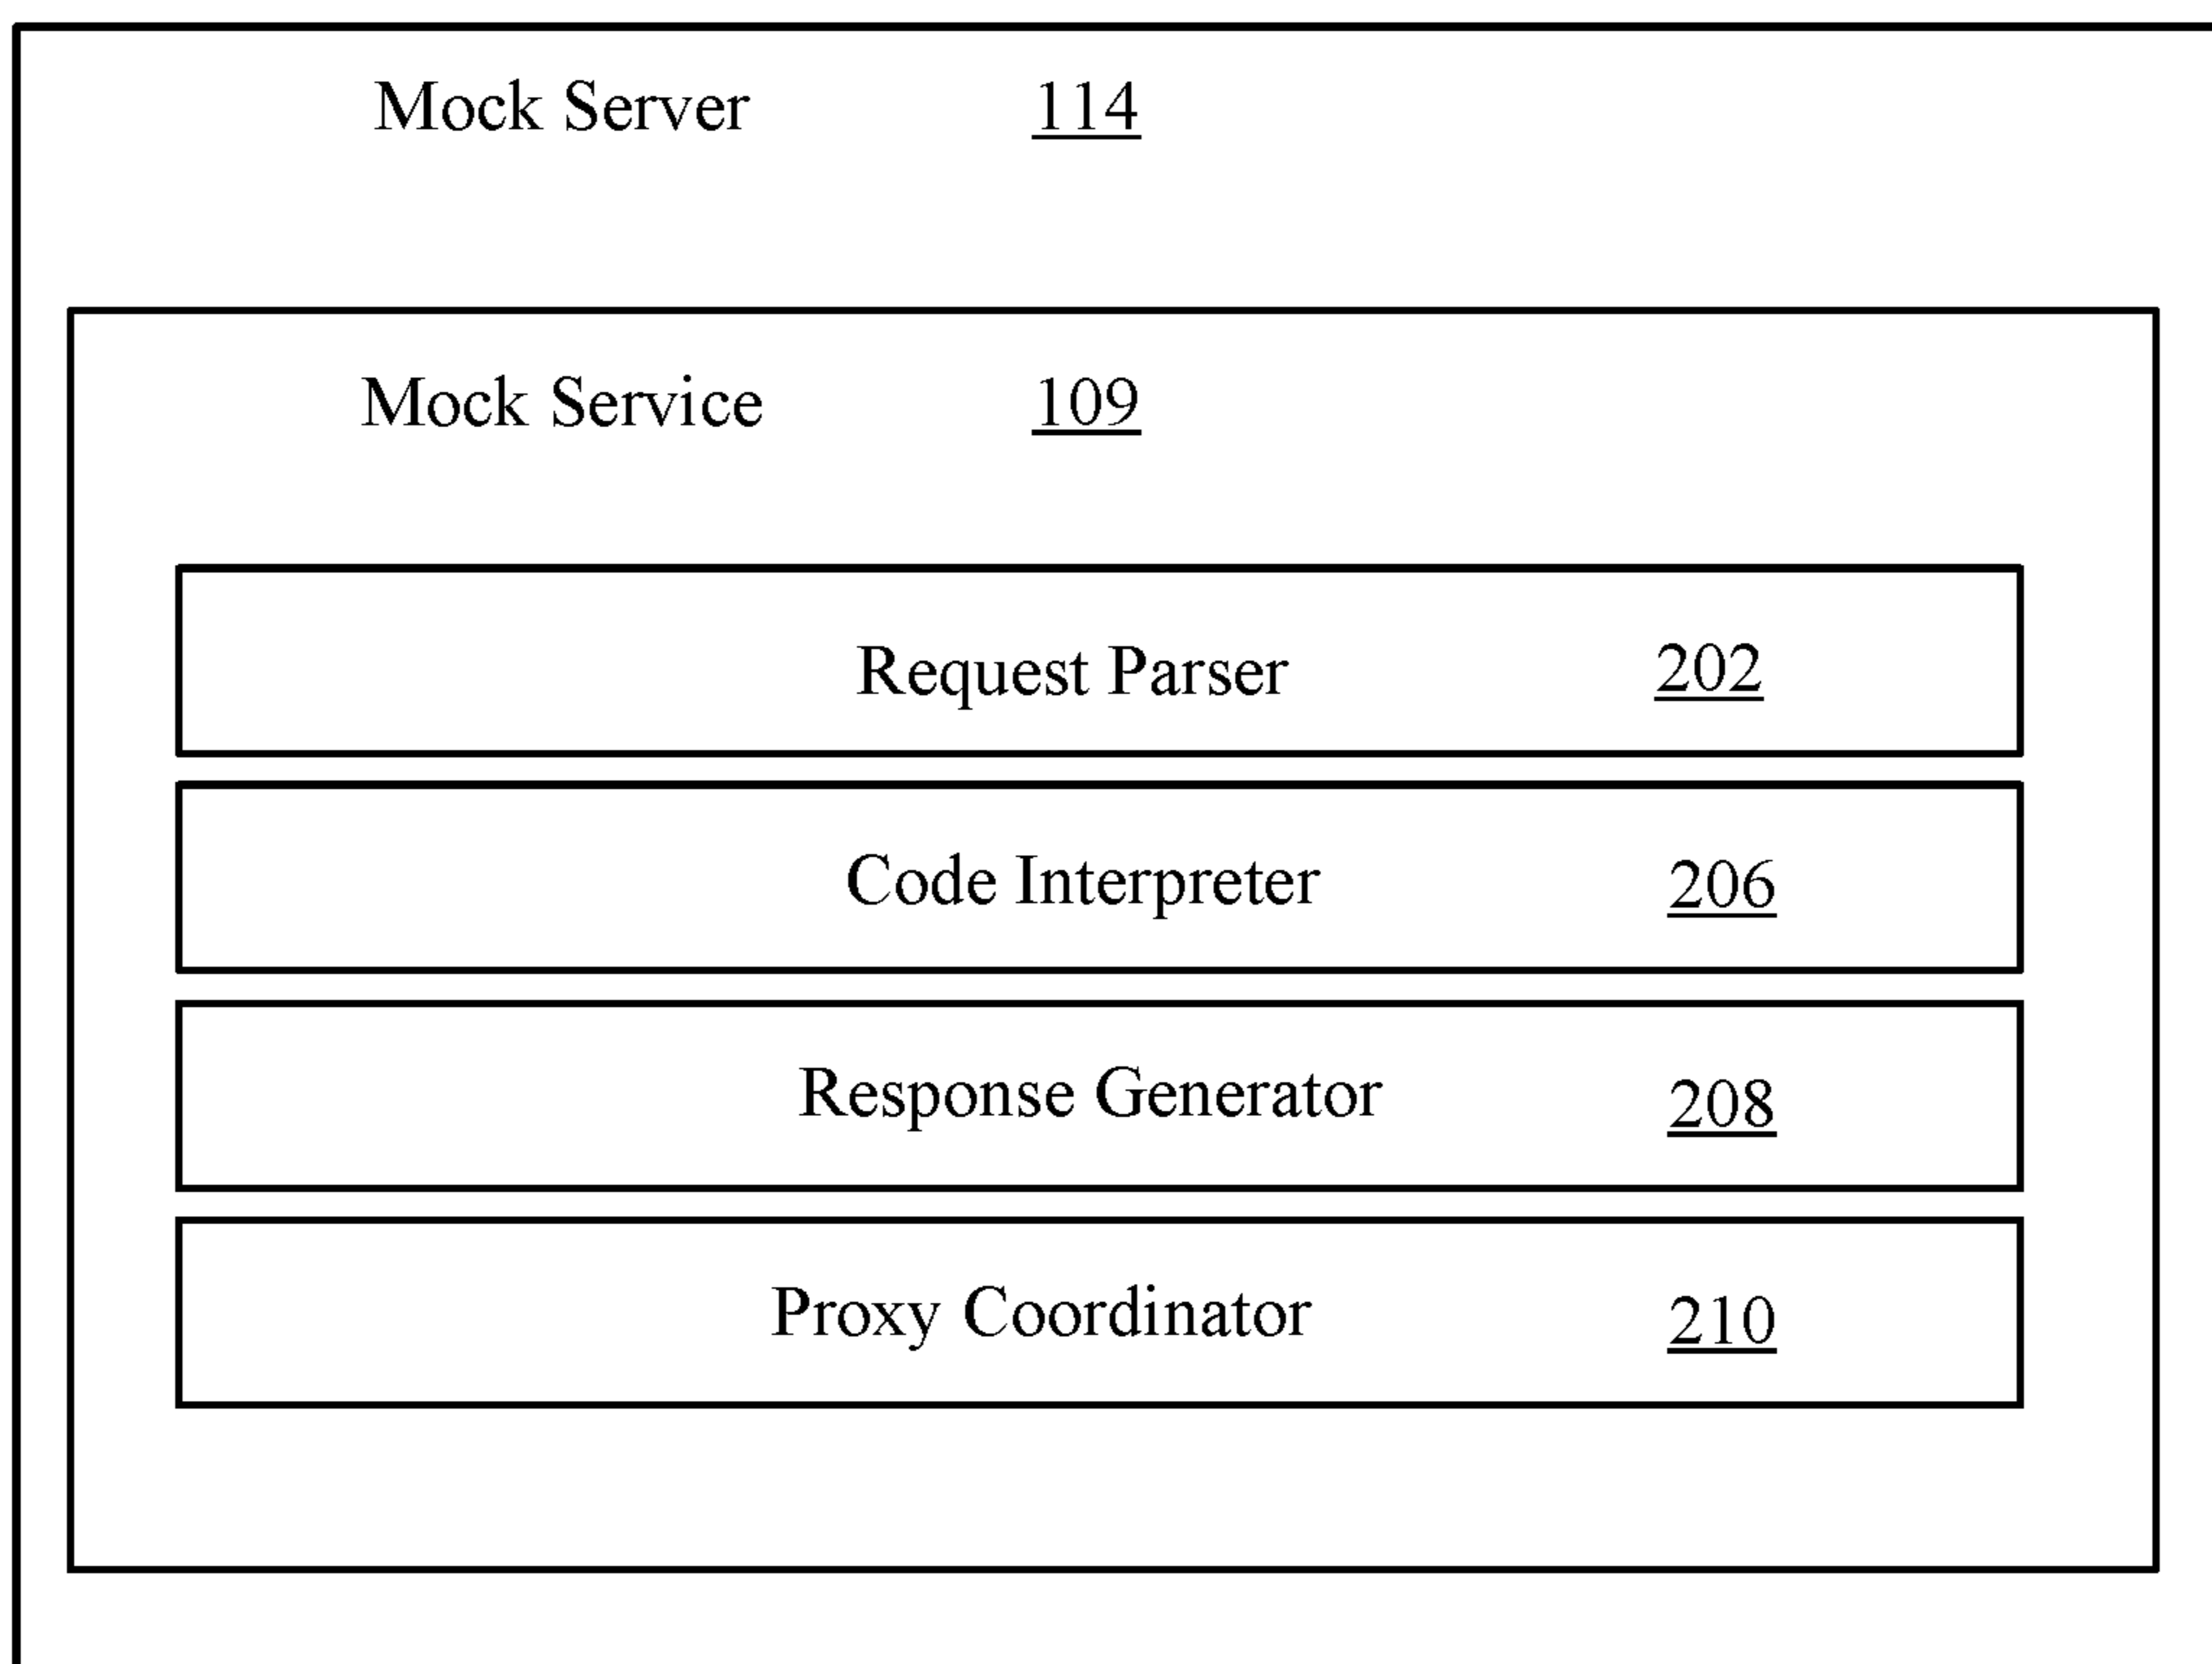 Mock Server 114
Mock Service 109
Request Parser 202
Code Interpreter 206
Response Generator 208
Proxy Coordinator 210